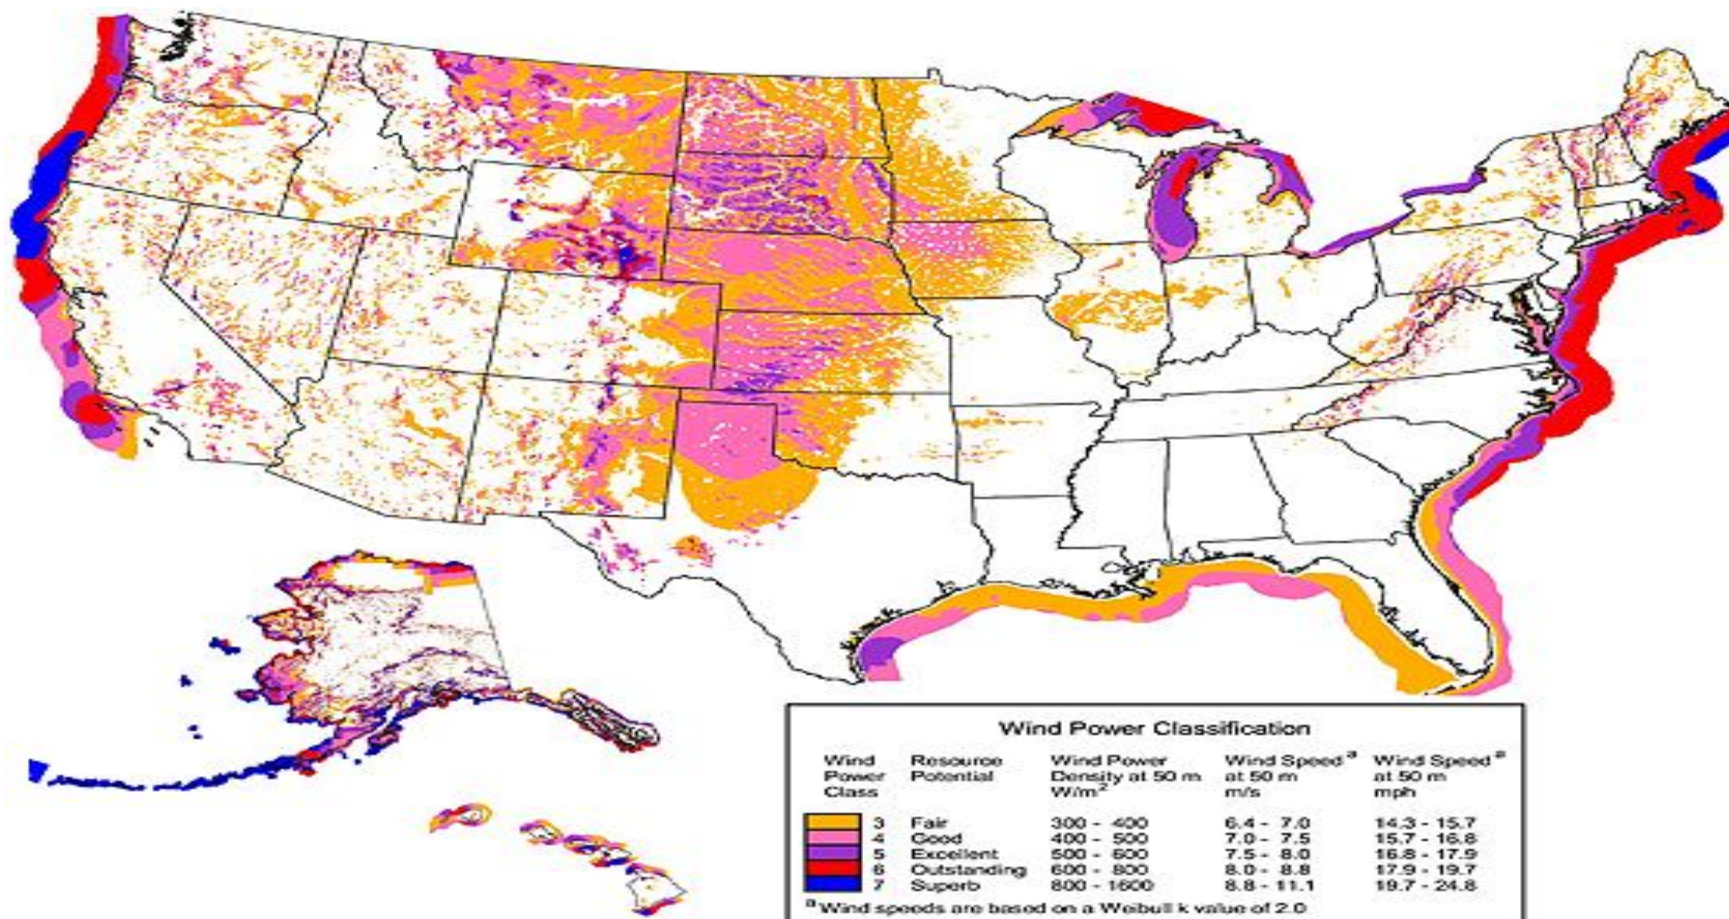 Wind Power Classification
Wind Power Class Resource Potential Wind Power Density at 50 m W/m² Wind Speed ª at 50 m m/s Wind Speed ª at 50 m mph
3 Fair 300 - 400 6.4 - 7.0 14.3 - 15.7
4 Good 400 - 500 7.0 - 7.5 15.7 - 16.8
5 Excellent 500 - 600 7.5 - 8.0 16.8 - 17.9
6 Outstanding 600 - 800 8.0 - 8.8 17.9 - 19.7
7 Superb 800 - 1600 8.8 - 11.1 19.7 - 24.8
ª Wind speeds are based on a Weibull k value of 2.0